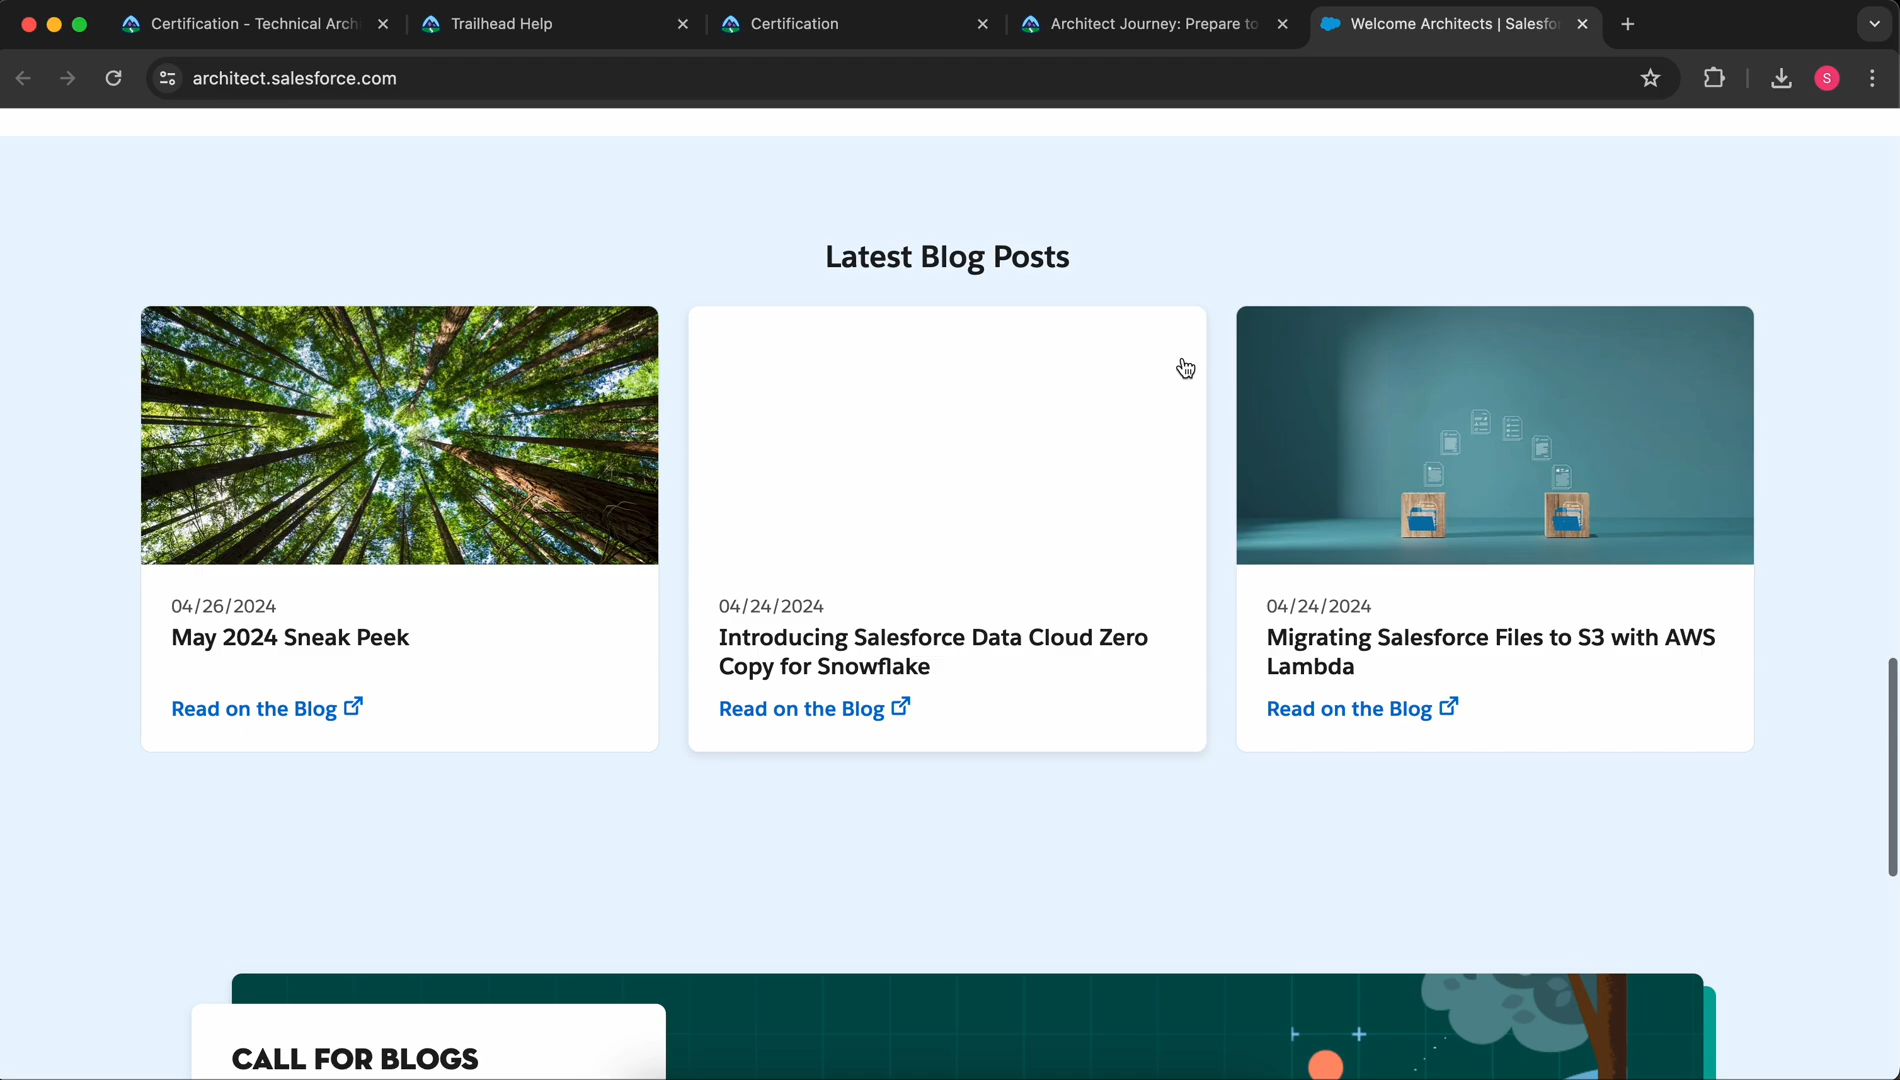 Certification - Technical Archi
Trailhead Help
Certification
Architect Journey: Prepare to
Welcome Architects | Salesfor
architect.salesforce.com
S
Latest Blog Posts
04/26/2024
May 2024 Sneak Peek
Read on the Blog
04/24/2024
Introducing Salesforce Data Cloud Zero
Copy for Snowflake
Read on the Blog
04/24/2024
Migrating Salesforce Files to S3 with AWS
Lambda
Read on the Blog
CALL FOR BLOGS